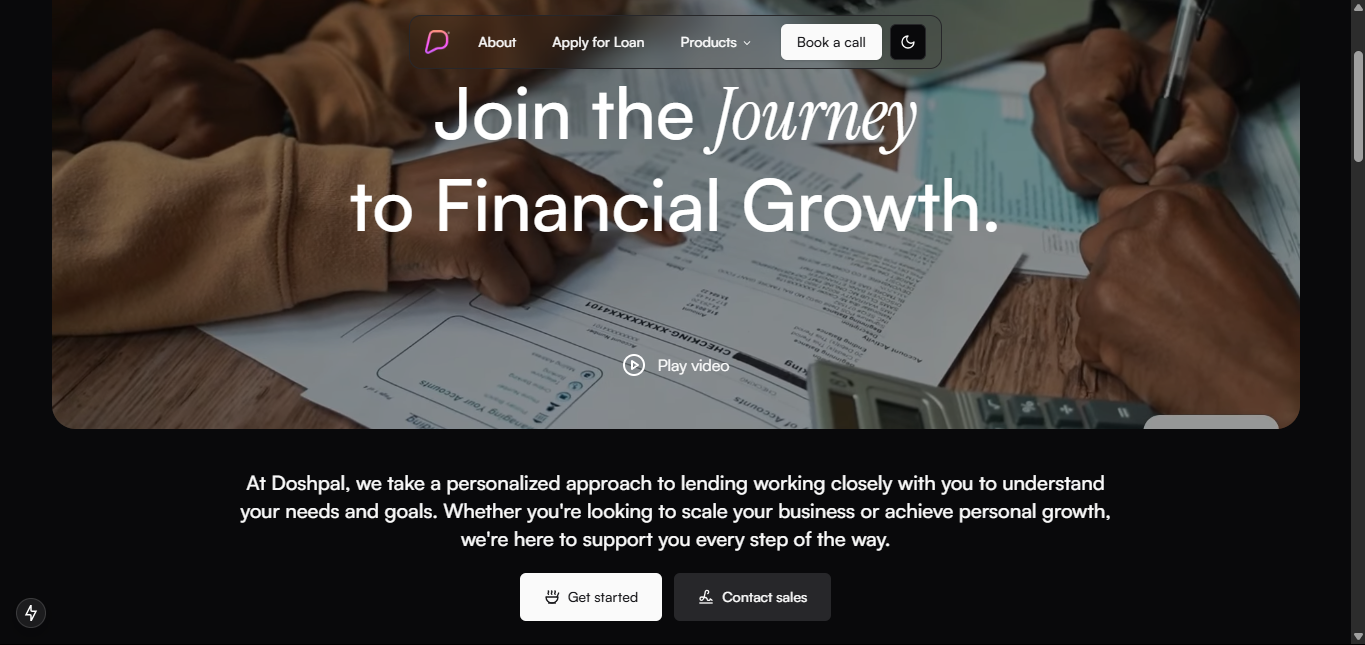 About
Apply for Loan
Products
Book a call
Join the Journey
to Financial Growth.
CHECKING-XXXXXXXX4101
Play video
At Doshpal, we take a personalized approach to lending working closely with you to understand
your needs and goals. Whether you're looking to scale your business or achieve personal growth,
we're here to support you every step of the way.
Get started
Contact sales